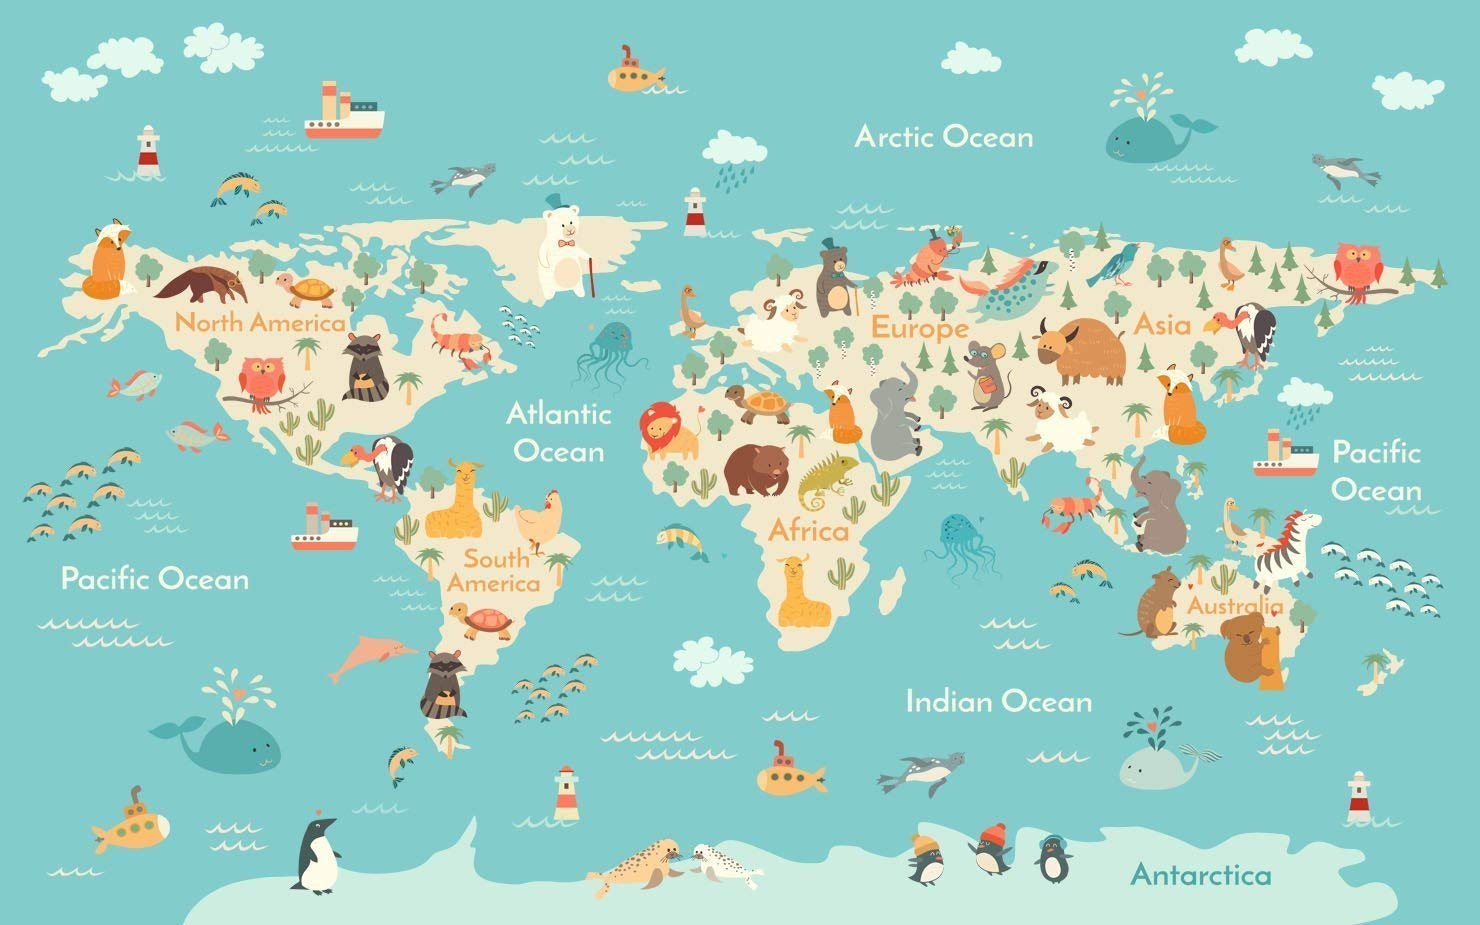 Arctic Ocean
North America
Europe
Asia
Atlantic
Ocean
Pacific
Ocean
Africa
South
America
Pacific Ocean
Australia
Indian Ocean
Antarctica